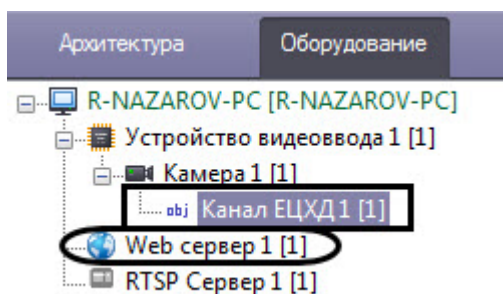 Архитектура Оборудование
R-NAZAROV-PC [R-NAZAROV-PC]
Устройство видеоввода 1 [1]
Камера 1 [1]
obj Канал ЕЦХД 1 [1]
Web сервер 1 [1]
RTSP Сервер 1 [1]